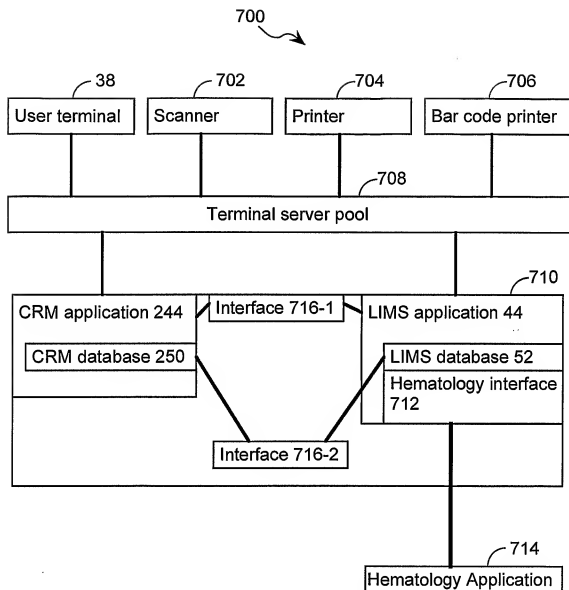 700
38
702
704
706
User terminal
Scanner
Printer
Bar code printer
708
Terminal server pool
710
CRM application 244
Interface 716-1
LIMS application 44
CRM database 250
LIMS database 52
Hematology interface
712
Interface 716-2
714
Hematology Application